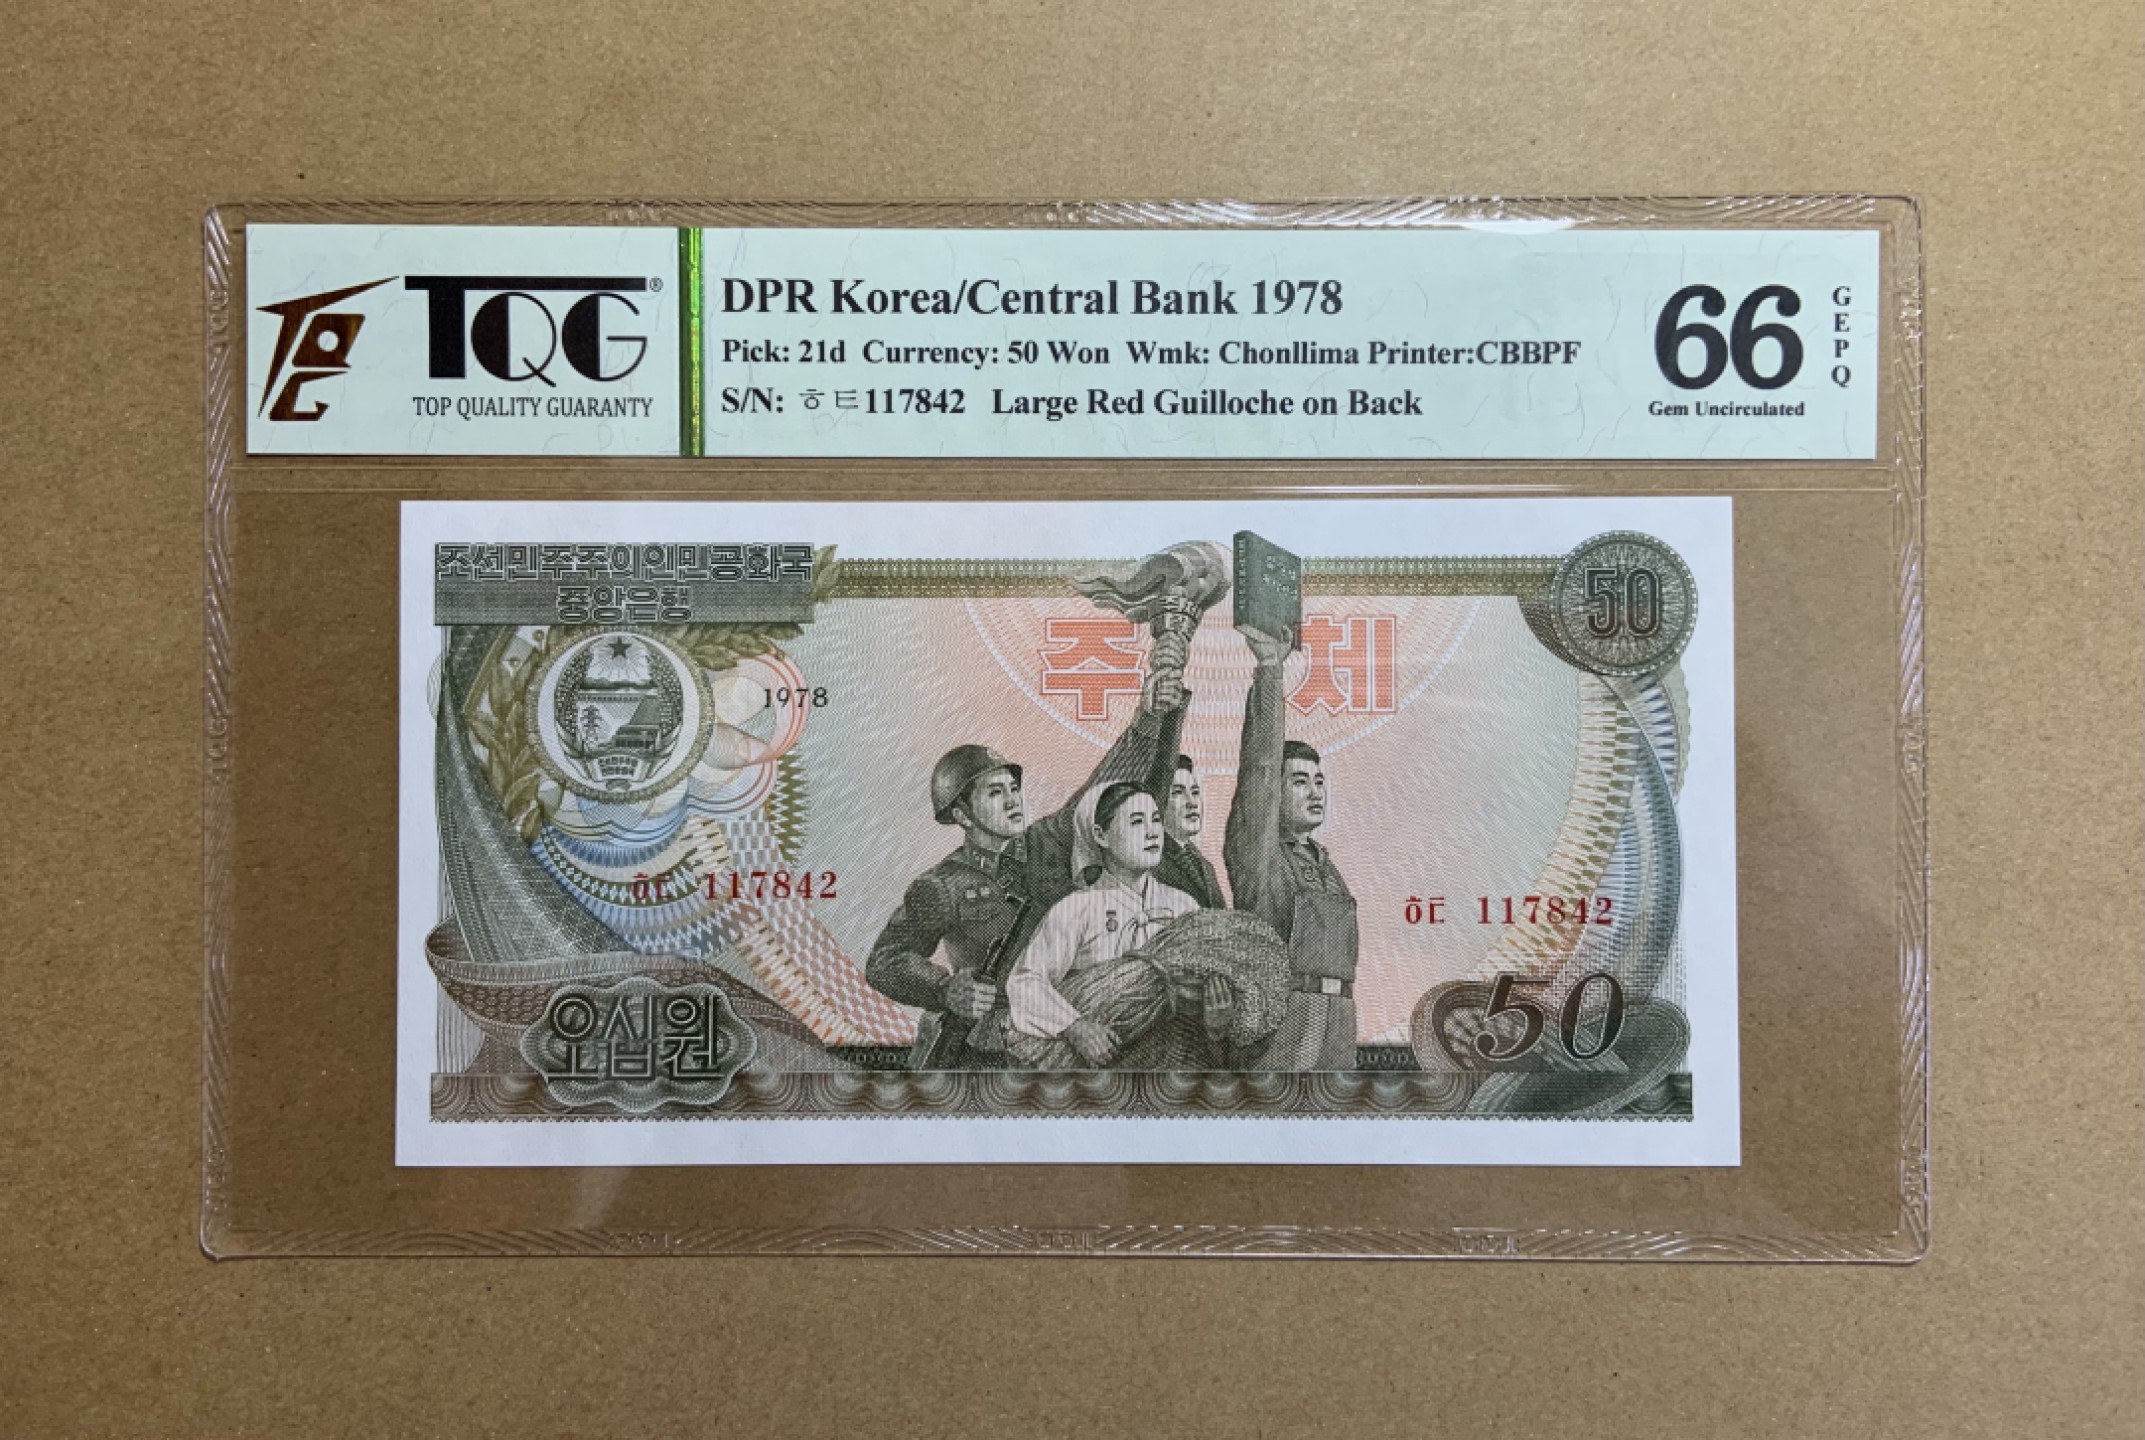 TQG®
TOP QUALITY GUARANTY
DPR Korea/Central Bank 1978
Pick: 21d Currency: 50 Won Wmk: Chonllima Printer:CBBPF
S/N: ㅎㅌ117842 Large Red Guilloche on Back
66
Gem Uncirculated
GEPQ
조선민주주의인민공화국
중앙은행
50
주체
1978
ㅎㅌ 117842
ㅎㅌ 117842
오십원
50